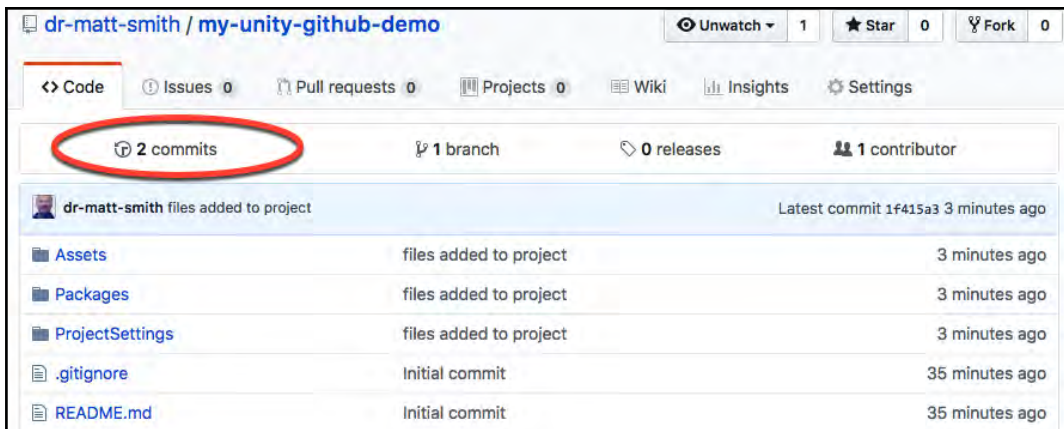 dr-matt-smith / my-unity-github-demo Unwatch 1 Star 0 Fork 0
Code Issues 0 Pull requests 0 Projects 0 Wiki Insights Settings
2 commits 1 branch 0 releases 1 contributor
dr-matt-smith files added to project Latest commit 1f415a3 3 minutes ago
Assets files added to project 3 minutes ago
Packages files added to project 3 minutes ago
ProjectSettings files added to project 3 minutes ago
.gitignore Initial commit 35 minutes ago
README.md Initial commit 35 minutes ago